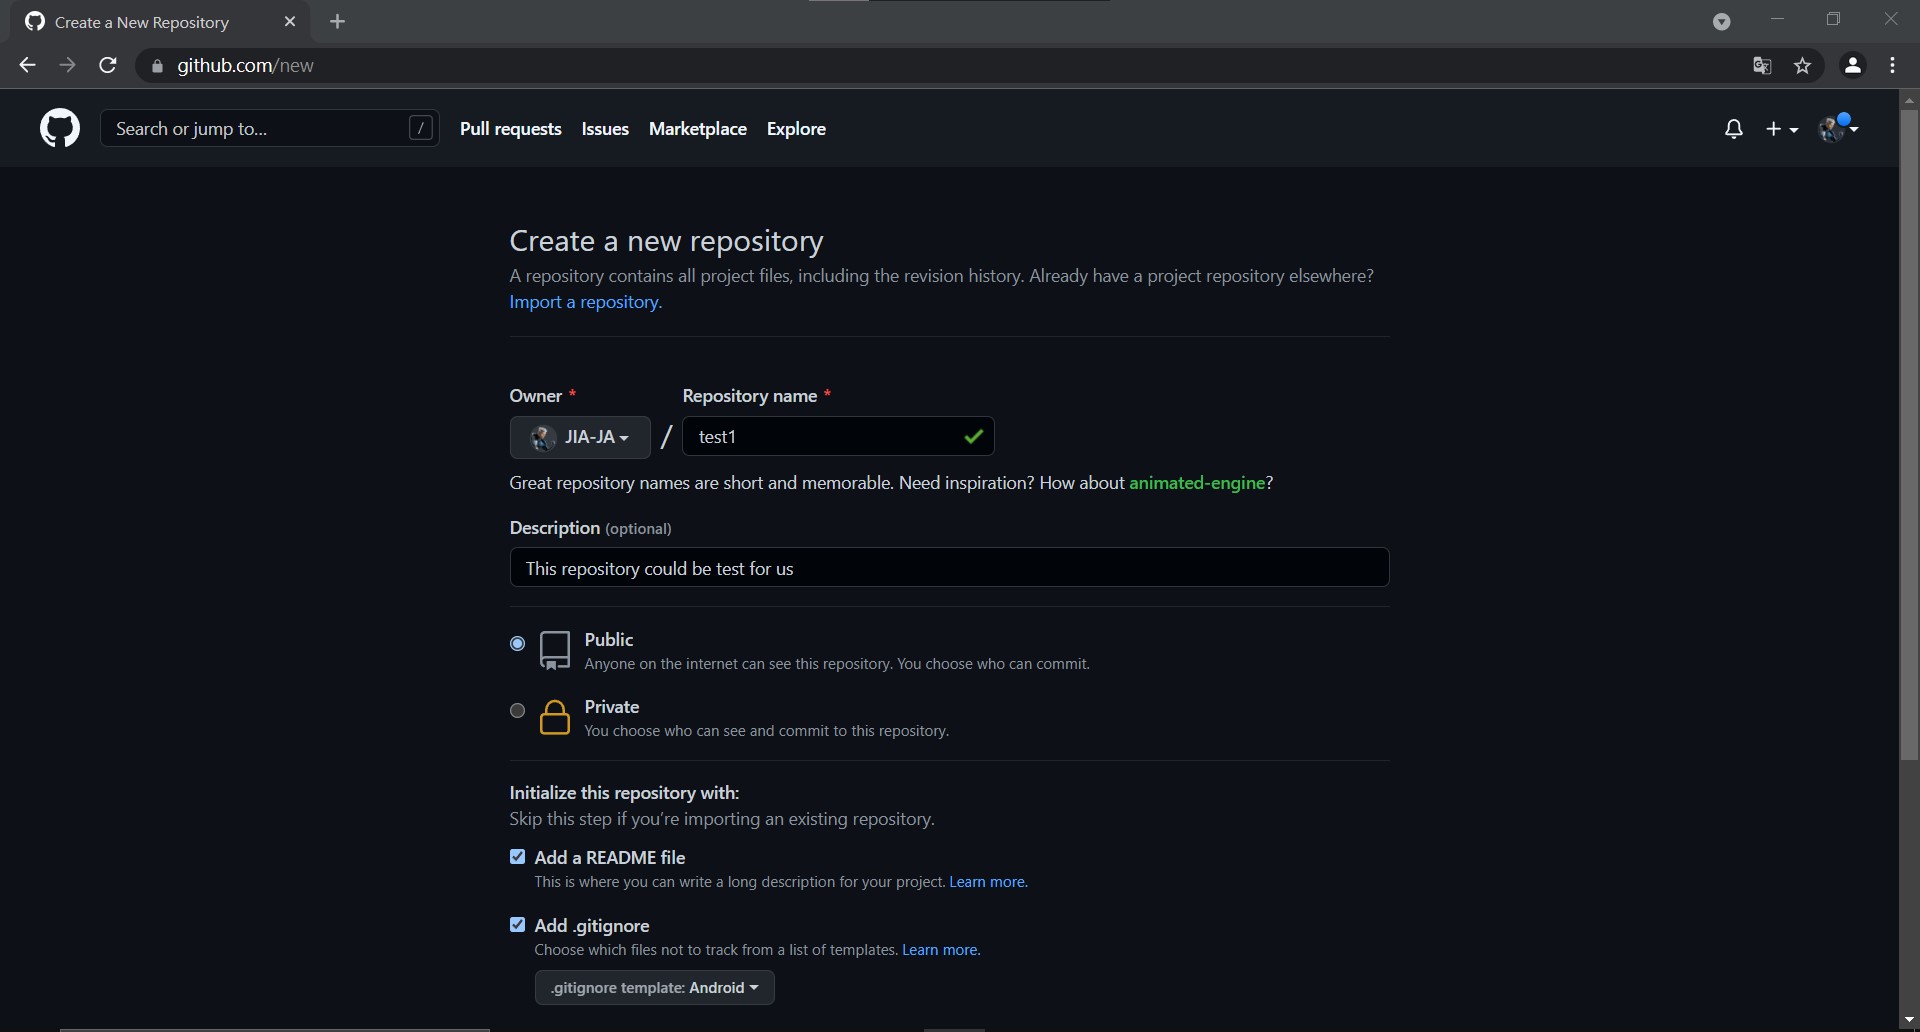 Create a New Repository
github.com/new
Search or jump to... /
Pull requests Issues Marketplace Explore
Create a new repository
A repository contains all project files, including the revision history. Already have a project repository elsewhere?
Import a repository.
Owner * Repository name *
JIA-JA / test1
Great repository names are short and memorable. Need inspiration? How about animated-engine?
Description (optional)
This repository could be test for us
Public
Anyone on the internet can see this repository. You choose who can commit.
Private
You choose who can see and commit to this repository.
Initialize this repository with:
Skip this step if you're importing an existing repository.
Add a README file
This is where you can write a long description for your project. Learn more.
Add .gitignore
Choose which files not to track from a list of templates. Learn more.
.gitignore template: Android